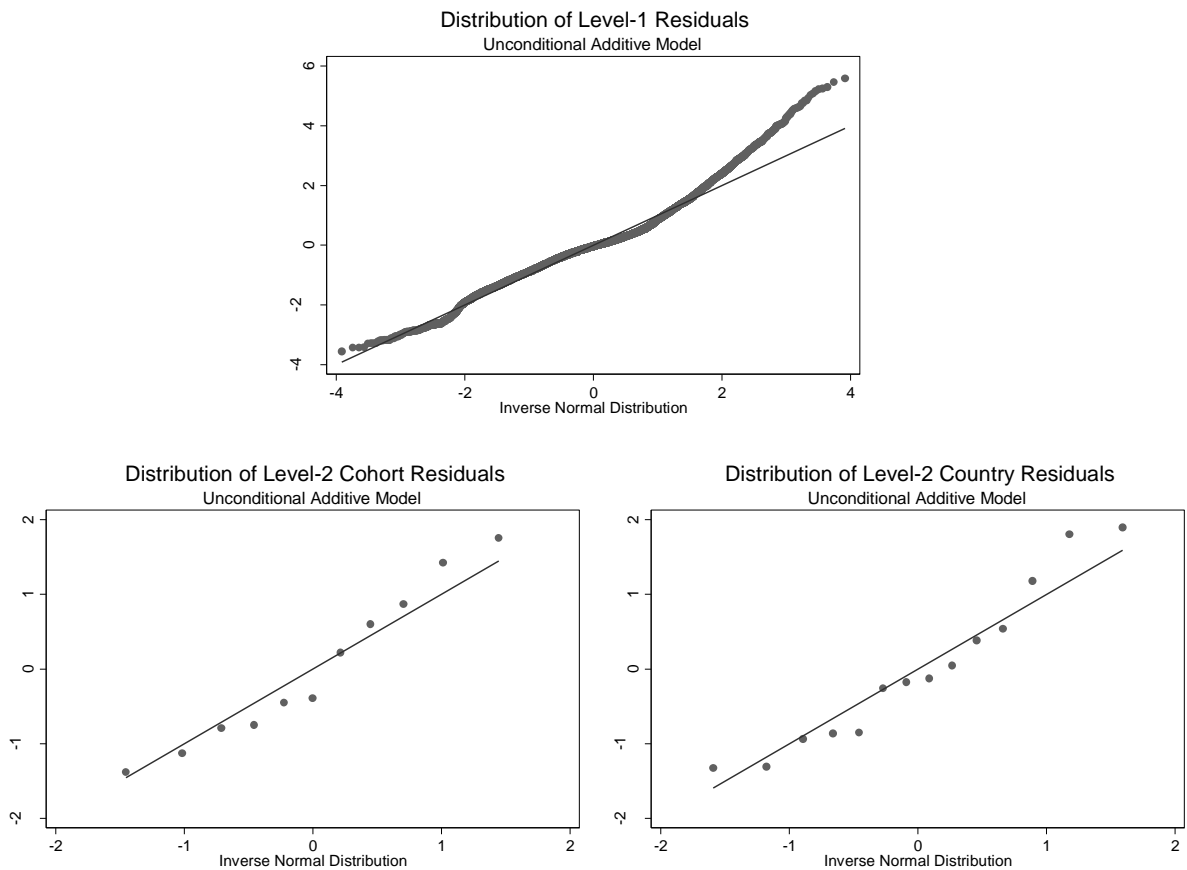 Distribution of Level-1 Residuals
Unconditional Additive Model
6
4
2
0
-2
-4
-4 -2 0 2 4
Inverse Normal Distribution
Distribution of Level-2 Cohort Residuals
Unconditional Additive Model
2
1
0
-1
-2
-2 -1 0 1 2
Inverse Normal Distribution
Distribution of Level-2 Country Residuals
Unconditional Additive Model
2
1
0
-1
-2
-2 -1 0 1 2
Inverse Normal Distribution